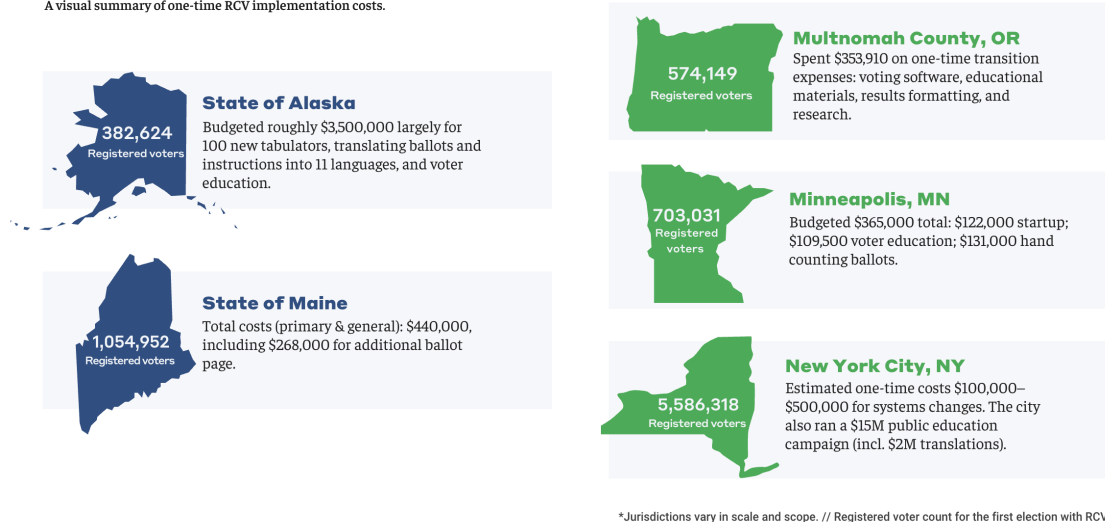 A visual summary of one-time RCV implementation costs.
382,624
Registered voters
State of Alaska
Budgeted roughly $3,500,000 largely for
100 new tabulators, translating ballots and
instructions into 11 languages, and voter
education.
1,054,952
Registered voters
State of Maine
Total costs (primary & general): $440,000,
including $268,000 for additional ballot
page.
574,149
Registered voters
Multnomah County, OR
Spent $353,910 on one-time transition
expenses: voting software, educational
materials, results formatting, and
research.
703,031
Registered
voters
Minneapolis, MN
Budgeted $365,000 total: $122,000 startup;
$109,500 voter education; $131,000 hand
counting ballots.
5,586,318
Registered voters
New York City, NY
Estimated one-time costs $100,000–
$500,000 for systems changes. The city
also ran a $15M public education
campaign (incl. $2M translations).
*Jurisdictions vary in scale and scope. // Registered voter count for the first election with RCV